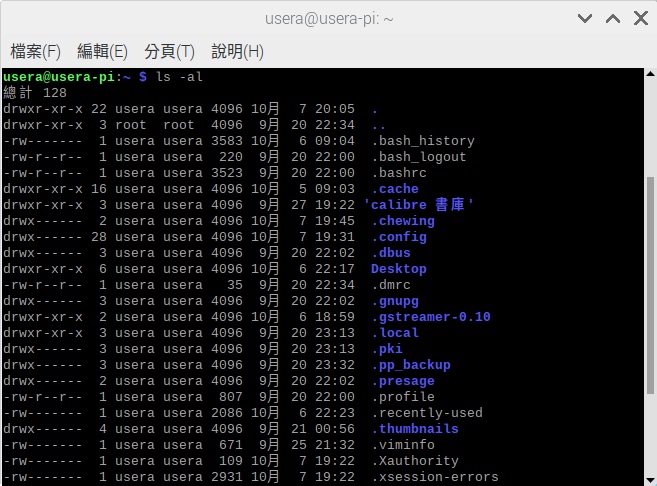 usera@usera-pi: ~
檔案(F) 編輯(E) 分頁(T) 說明(H)
usera@usera-pi:~ $ ls -al
總計 128
drwxr-xr-x 22 usera usera 4096 10月  7 20:05 .
drwxr-xr-x  3 root  root  4096  9月 20 22:34 ..
-rw-------  1 usera usera 3583 10月  6 09:04 .bash_history
-rw-r--r--  1 usera usera  220  9月 20 22:00 .bash_logout
-rw-r--r--  1 usera usera 3523  9月 20 22:00 .bashrc
drwxr-xr-x 16 usera usera 4096 10月  5 09:03 .cache
drwxr-xr-x  3 usera usera 4096  9月 27 19:22 'calibre 書庫'
drwx------  2 usera usera 4096 10月  7 19:45 .chewing
drwx------ 28 usera usera 4096 10月  7 19:31 .config
drwx------  3 usera usera 4096  9月 20 22:02 .dbus
drwxr-xr-x  6 usera usera 4096 10月  6 22:17 Desktop
-rw-r--r--  1 usera usera   35  9月 20 22:34 .dmrc
drwx------  3 usera usera 4096  9月 20 22:02 .gnupg
drwxr-xr-x  2 usera usera 4096 10月  6 18:59 .gstreamer-0.10
drwxr-xr-x  3 usera usera 4096  9月 20 23:13 .local
drwx------  3 usera usera 4096  9月 20 23:13 .pki
drwx------  3 usera usera 4096  9月 20 23:32 .pp_backup
drwx------  2 usera usera 4096  9月 20 22:02 .presage
-rw-r--r--  1 usera usera  807  9月 20 22:00 .profile
-rw-------  1 usera usera 2086 10月  6 22:23 .recently-used
drwx------  4 usera usera 4096  9月 21 00:56 .thumbnails
-rw-------  1 usera usera  671  9月 25 21:32 .viminfo
-rw-------  1 usera usera  109 10月  7 19:22 .Xauthority
-rw-------  1 usera usera 2931 10月  7 19:22 .xsession-errors